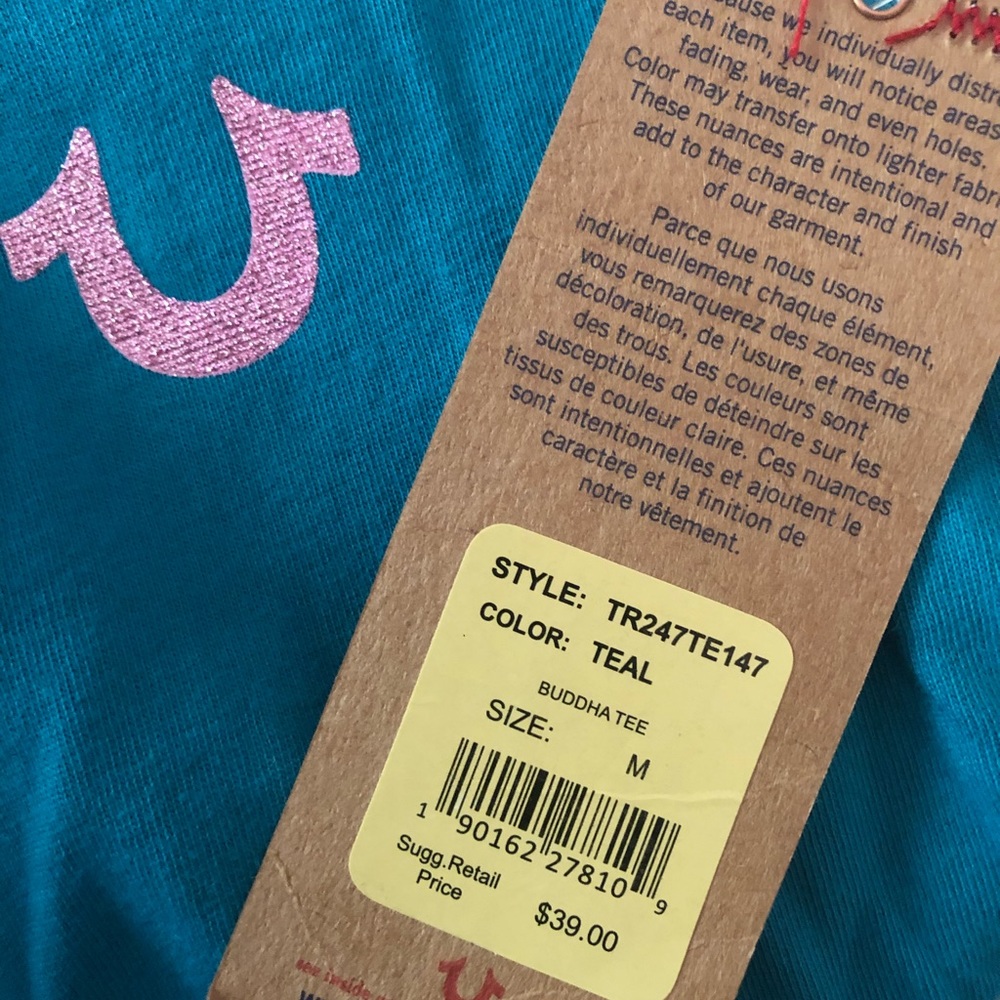 we individually
each item, you will notice areas
fading, wear, and even holes.
Color may transfer onto lighter
These nuances are intentional and
add to the character and finish
of our garment.
Parce que nous usons
individuellement chaque élément,
vous remarquerez des zones de
décoloration, de l'usure, et même
des trous. Les couleurs sont
susceptibles de déteindre sur les
tissus de couleur claire. Ces nuances
sont intentionnelles et ajoutent le
caractère et la finition de
notre vêtement.
STYLE: TR247TE147
COLOR: TEAL
BUDDHA TEE
SIZE: M
1 90162 27810 9
Sugg.Retail
Price $39.00